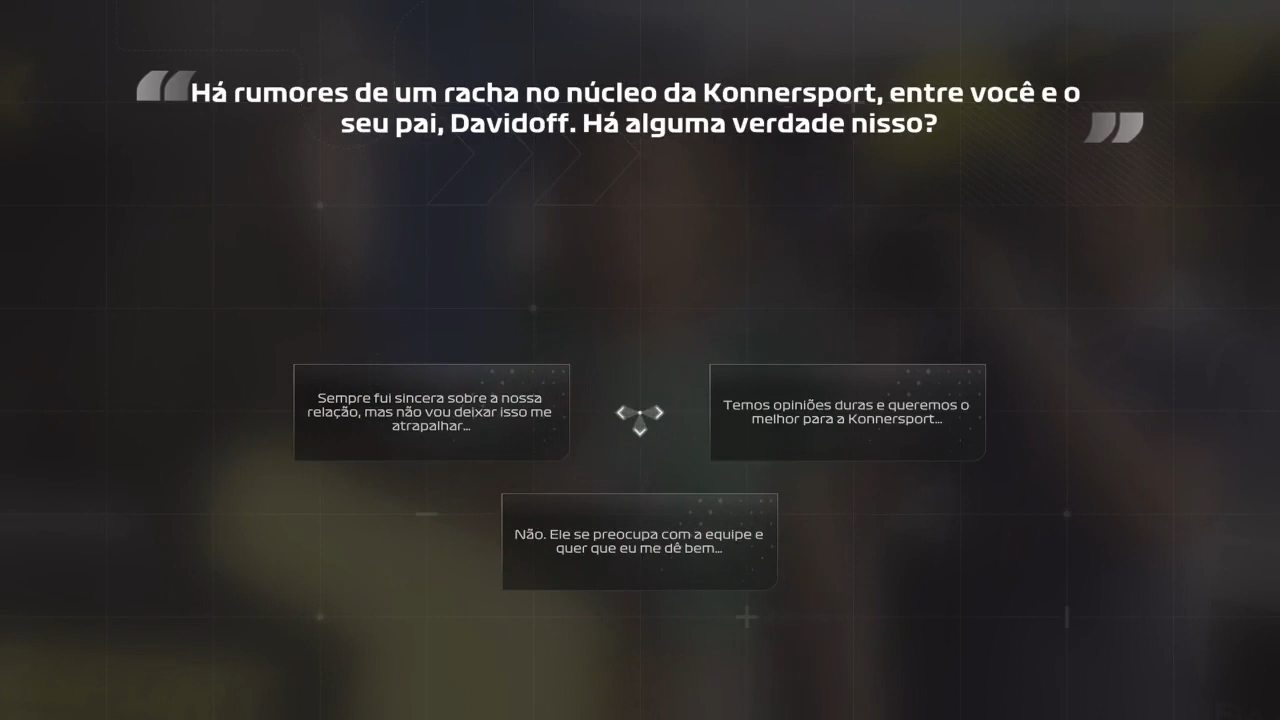 Há rumores de um racha no núcleo da Konnersport, entre você e o
seu pai, Davidoff. Há alguma verdade nisso?
Sempre fui sincera sobre a nossa
relação, mas não vou deixar isso me
atrapalhar...
Temos opiniões duras e queremos o
melhor para a Konnersport...
Não. Ele se preocupa com a equipe e
quer que eu me dê bem...